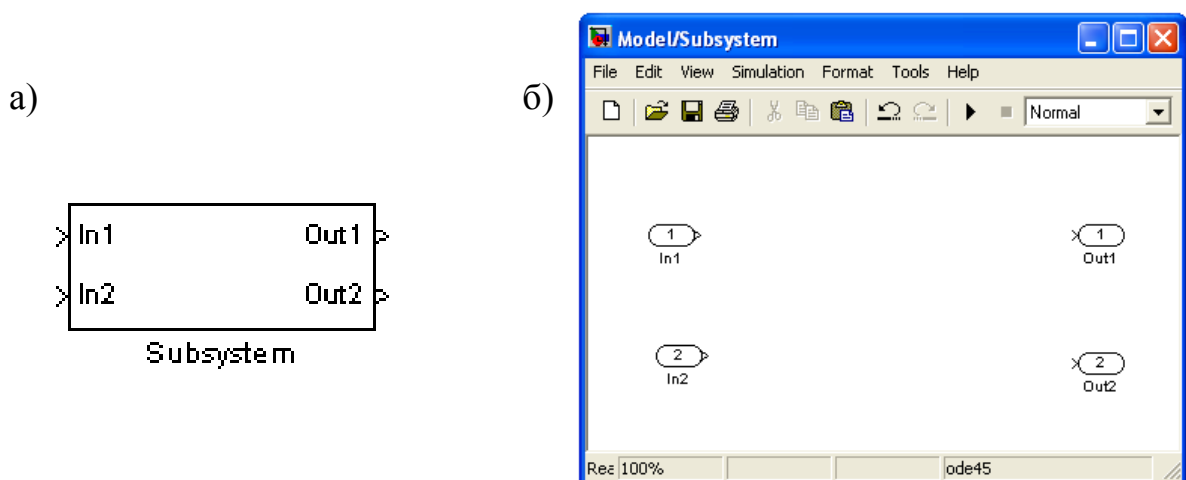 а)
In1 Out1
In2 Out2
Subsystem
б)
Model/Subsystem
File Edit View Simulation Format Tools Help
Normal
1 1
In1 Out1
2 2
In2 Out2
Rea 100% ode45